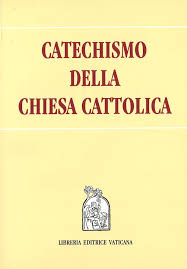 CATECHISMO
DELLA
CHIESA CATTOLICA
LIBRERIA EDITRICE VATICANA